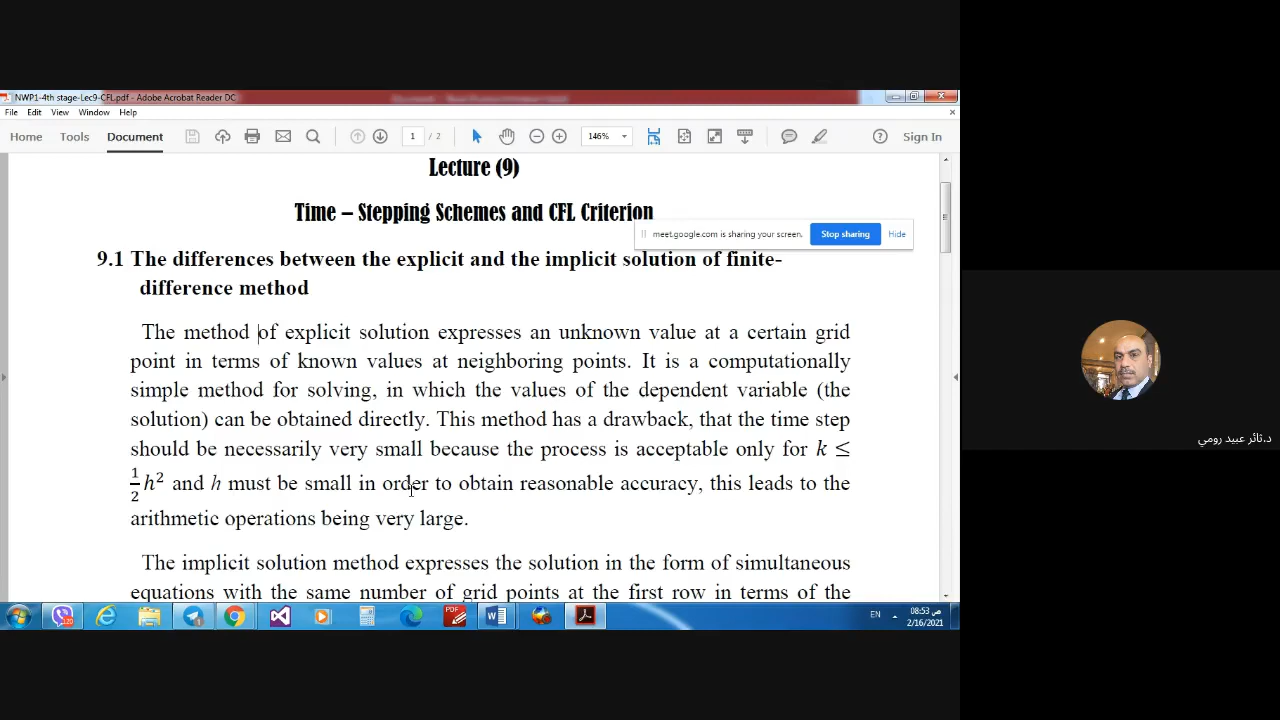 NWP1-4th stage-Lec9-CFL.pdf - Adobe Acrobat Reader DC
File Edit View Window Help
Home Tools Document 1 / 2 146% Sign In
Lecture (9)
Time – Stepping Schemes and CFL Criterion
meet.google.com is sharing your screen. Stop sharing Hide
9.1 The differences between the explicit and the implicit solution of finite-
difference method
The method of explicit solution expresses an unknown value at a certain grid
point in terms of known values at neighboring points. It is a computationally
simple method for solving, in which the values of the dependent variable (the
solution) can be obtained directly. This method has a drawback, that the time step
should be necessarily very small because the process is acceptable only for k ≤
1/2 h² and h must be small in order to obtain reasonable accuracy, this leads to the
arithmetic operations being very large.
The implicit solution method expresses the solution in the form of simultaneous
equations with the same number of grid points at the first row in terms of the
د.ثائر عبيد رومي
120 PDF EN 08:53 ص
2/16/2021